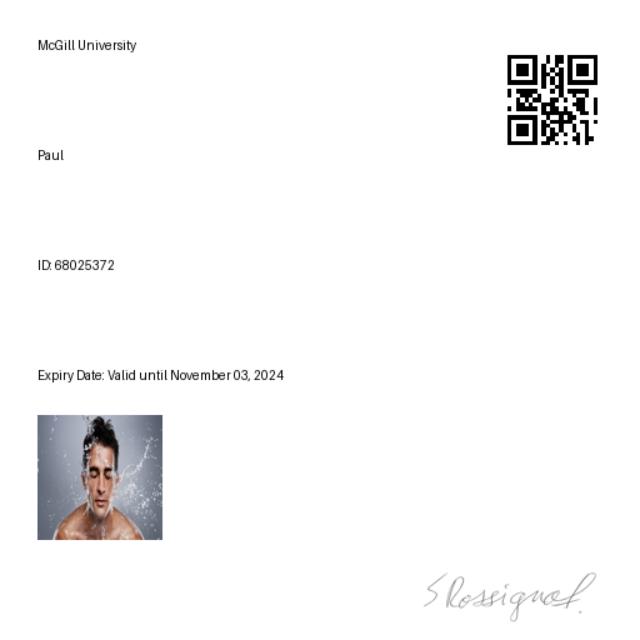 McGill University
Paul
ID: 68025372
Expiry Date: Valid until November 03, 2024
S Rossignol.